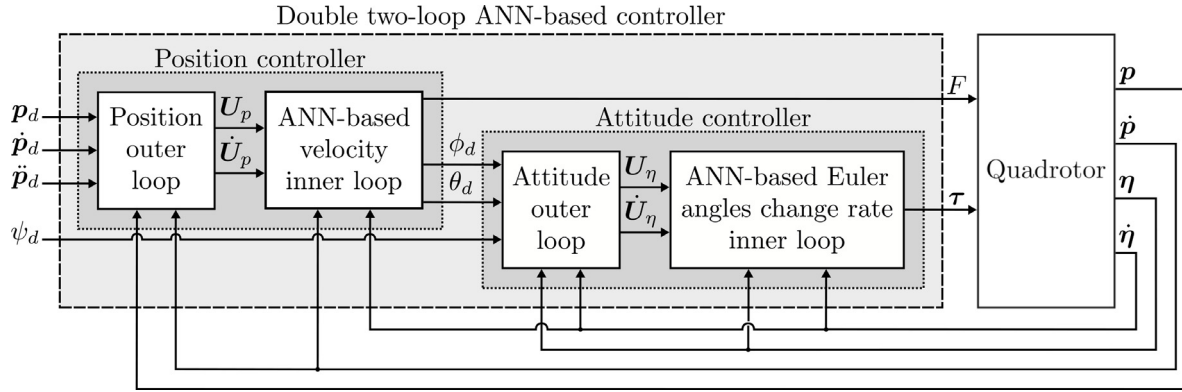 Double two-loop ANN-based controller
Position controller
𝒑_d
𝒑̇_d
𝒑̈_d
ψ_d
Position
outer
loop
𝑼_p
𝑼̇_p
ANN-based
velocity
inner loop
ϕ_d
θ_d
Attitude controller
Attitude
outer
loop
𝑼_η
𝑼̇_η
ANN-based Euler
angles change rate
inner loop
F
𝝉
Quadrotor
𝒑
𝒑̇
𝜼
𝜼̇